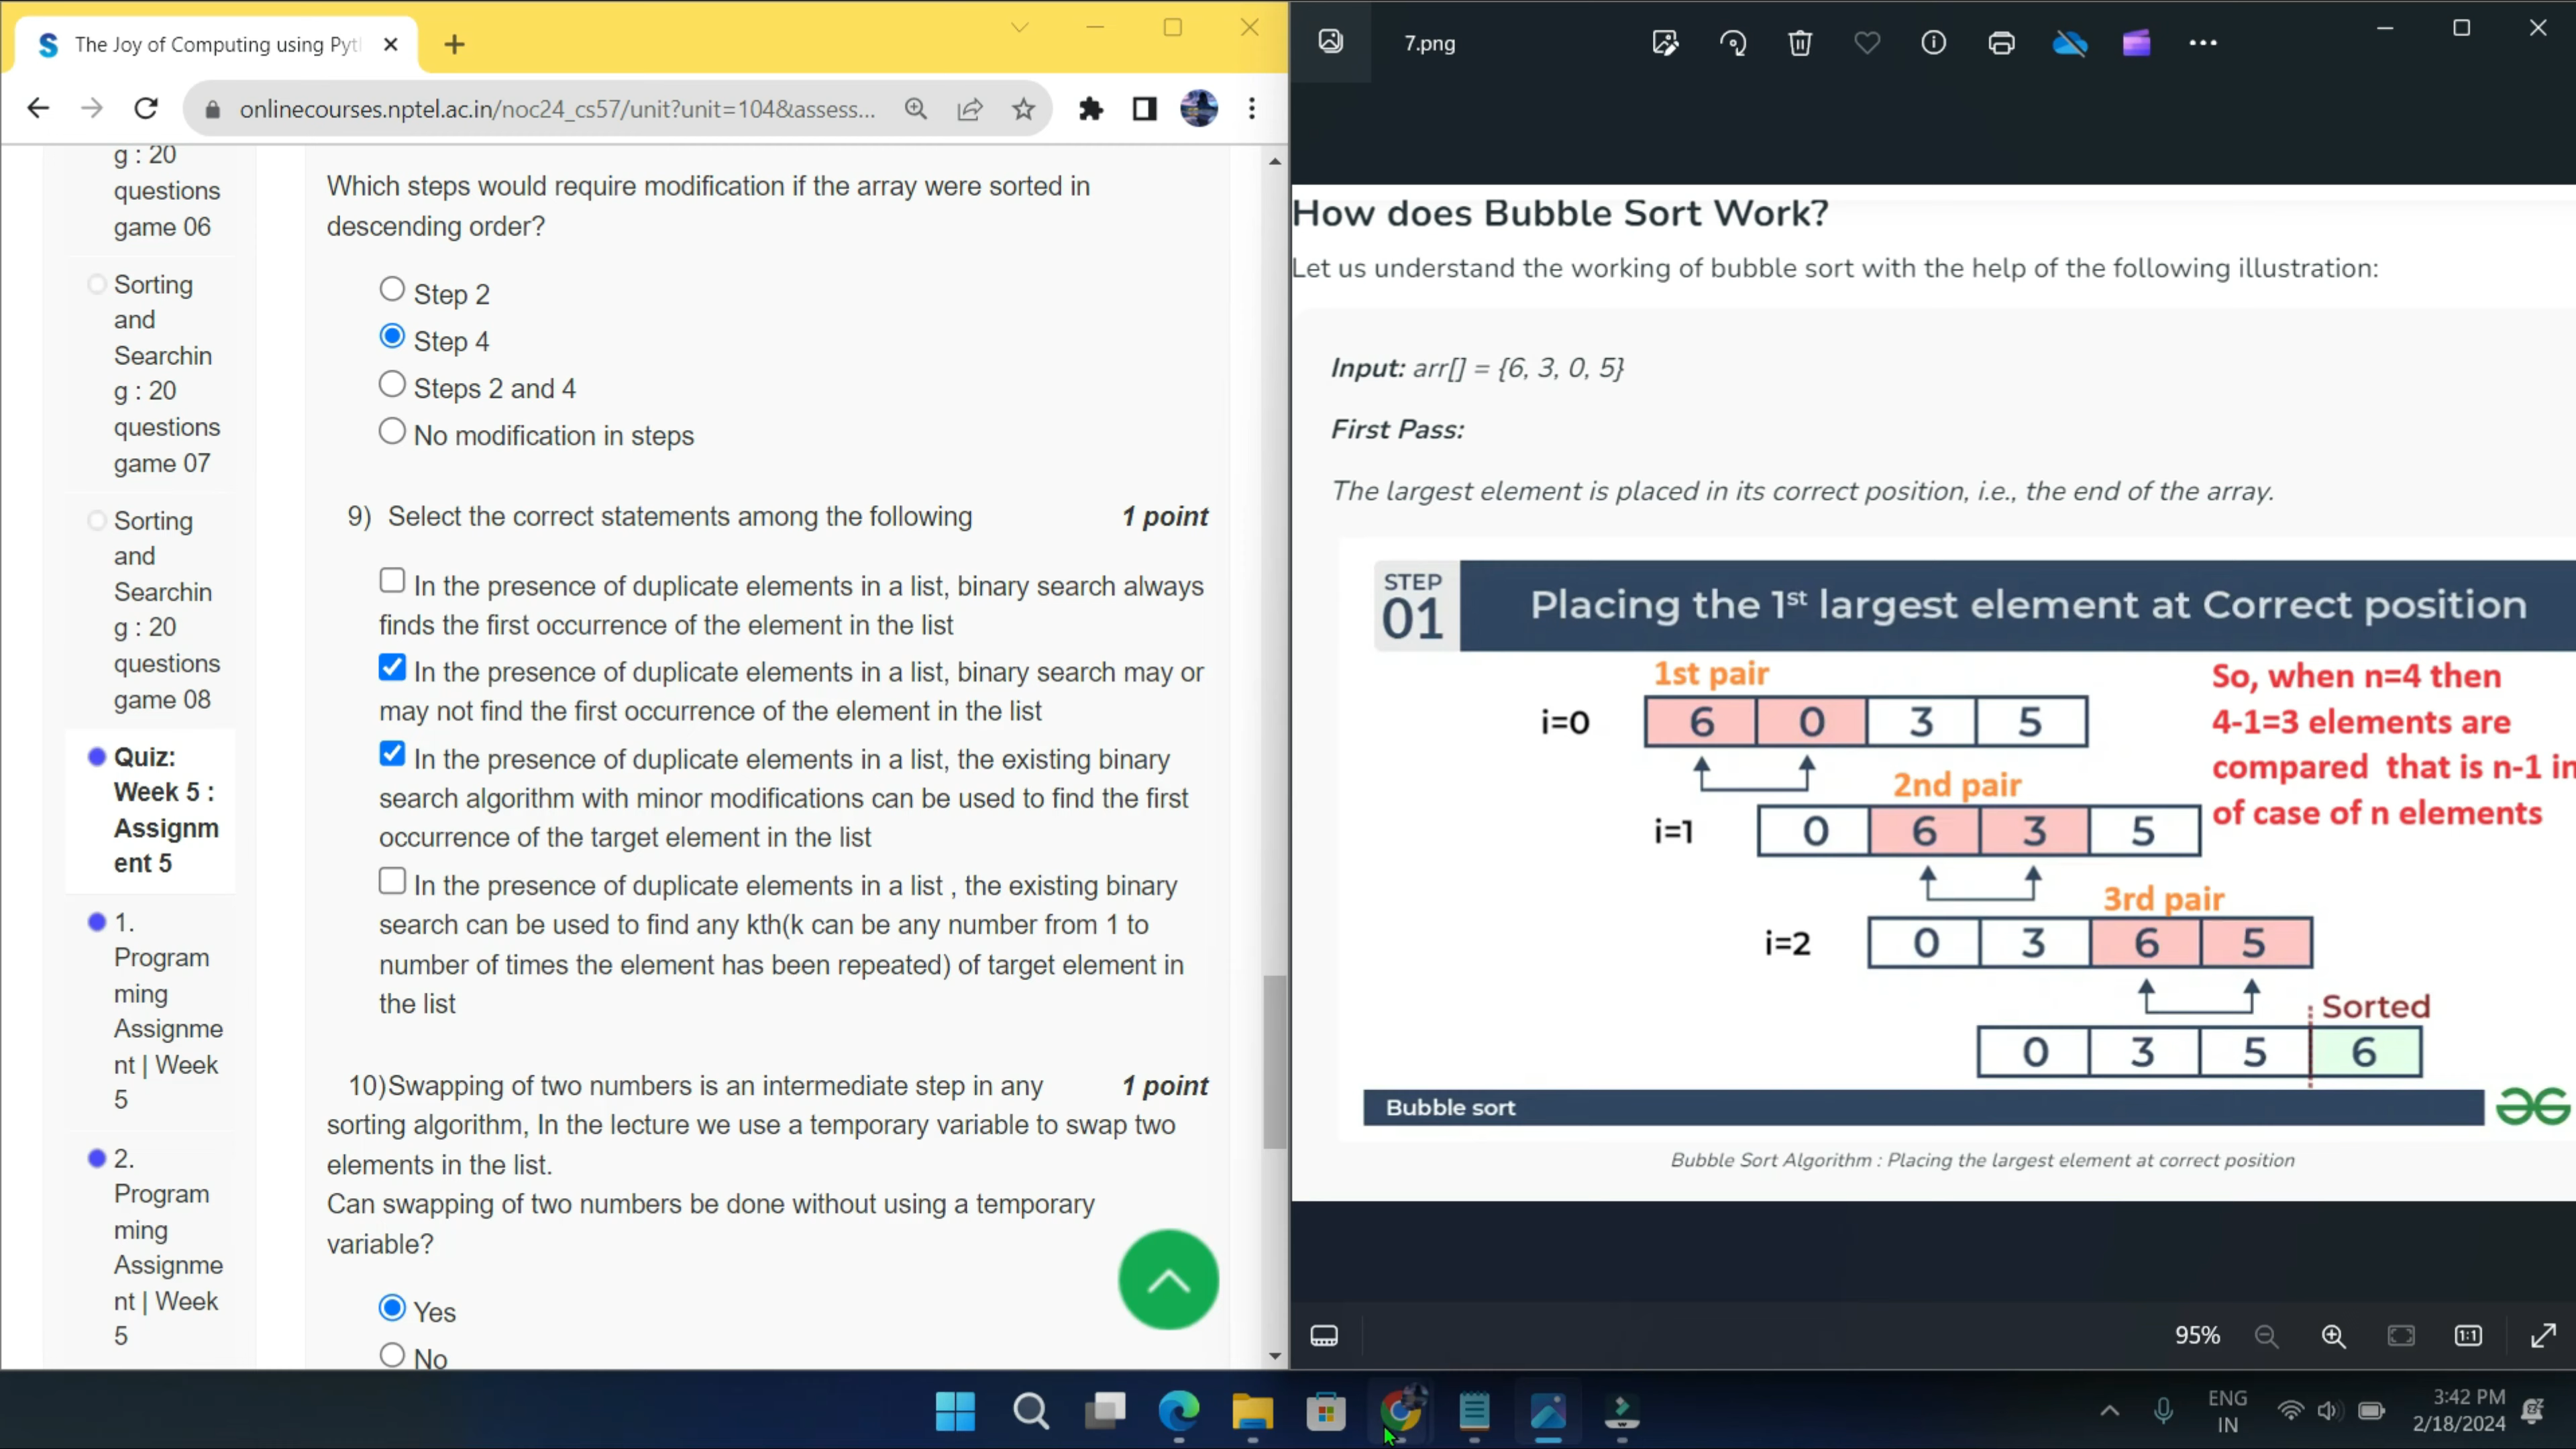 The Joy of Computing using Pyt
onlinecourses.nptel.ac.in/noc24_cs57/unit?unit=104&assess...
g : 20
questions
game 06
Sorting
and
Searchin
g : 20
questions
game 07
Sorting
and
Searchin
g : 20
questions
game 08
Quiz:
Week 5 :
Assignm
ent 5
1.
Program
ming
Assignme
nt | Week
5
2.
Program
ming
Assignme
nt | Week
5
Which steps would require modification if the array were sorted in
descending order?
Step 2
Step 4
Steps 2 and 4
No modification in steps
9) Select the correct statements among the following 1 point
In the presence of duplicate elements in a list, binary search always
finds the first occurrence of the element in the list
In the presence of duplicate elements in a list, binary search may or
may not find the first occurrence of the element in the list
In the presence of duplicate elements in a list, the existing binary
search algorithm with minor modifications can be used to find the first
occurrence of the target element in the list
In the presence of duplicate elements in a list , the existing binary
search can be used to find any kth(k can be any number from 1 to
number of times the element has been repeated) of target element in
the list
10)Swapping of two numbers is an intermediate step in any 1 point
sorting algorithm, In the lecture we use a temporary variable to swap two
elements in the list.
Can swapping of two numbers be done without using a temporary
variable?
Yes
No
7.png
How does Bubble Sort Work?
Let us understand the working of bubble sort with the help of the following illustration:
Input: arr[] = {6, 3, 0, 5}
First Pass:
The largest element is placed in its correct position, i.e., the end of the array.
STEP
01
Placing the 1st largest element at Correct position
1st pair
i=0 6 0 3 5
2nd pair
i=1 0 6 3 5
3rd pair
i=2 0 3 6 5
Sorted
0 3 5 6
So, when n=4 then
4-1=3 elements are
compared that is n-1 in
of case of n elements
Bubble sort
Bubble Sort Algorithm : Placing the largest element at correct position
95%
1:1
ENG
IN
3:42 PM
2/18/2024